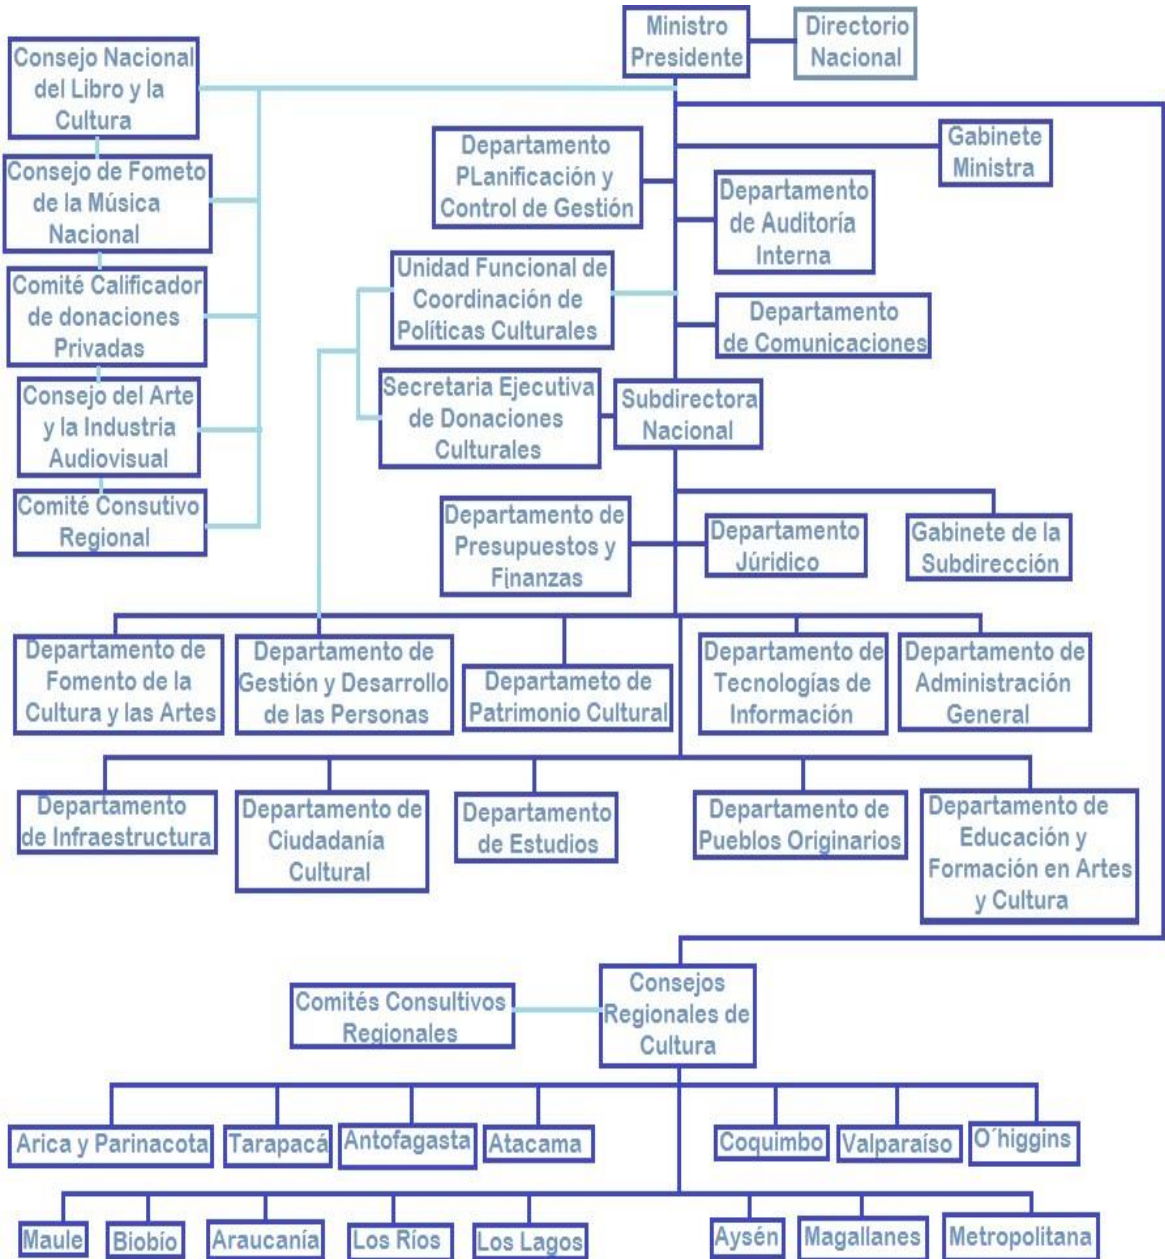 Ministro
Presidente
Directorio
Nacional
Consejo Nacional
del Libro y la
Cultura
Gabinete
Ministra
Departamento
PLanificación y
Control de Gestión
Consejo de Fometo
de la Música
Nacional
Departamento
de Auditoría
Interna
Unidad Funcional de
Coordinación de
Políticas Culturales
Comité Calificador
de donaciones
Privadas
Departamento
de Comunicaciones
Secretaria Ejecutiva
de Donaciones
Culturales
Subdirectora
Nacional
Consejo del Arte
y la Industria
Audiovisual
Comité Consutivo
Regional
Departamento de
Presupuestos y
Finanzas
Departamento
Júridico
Gabinete de la
Subdirección
Departamento de
Fomento de la
Cultura y las Artes
Departamento de
Gestión y Desarrollo
de las Personas
Departameto de
Patrimonio Cultural
Departamento de
Tecnologías de
Información
Departamento de
Administración
General
Departamento
de Infraestructura
Departamento de
Ciudadanía
Cultural
Departamento
de Estudios
Departamento de
Pueblos Originarios
Departamento de
Educación y
Formación en Artes
y Cultura
Comités Consultivos
Regionales
Consejos
Regionales de
Cultura
Arica y Parinacota
Tarapacá
Antofagasta
Atacama
Coquimbo
Valparaíso
O´higgins
Maule
Biobío
Araucanía
Los Ríos
Los Lagos
Aysén
Magallanes
Metropolitana